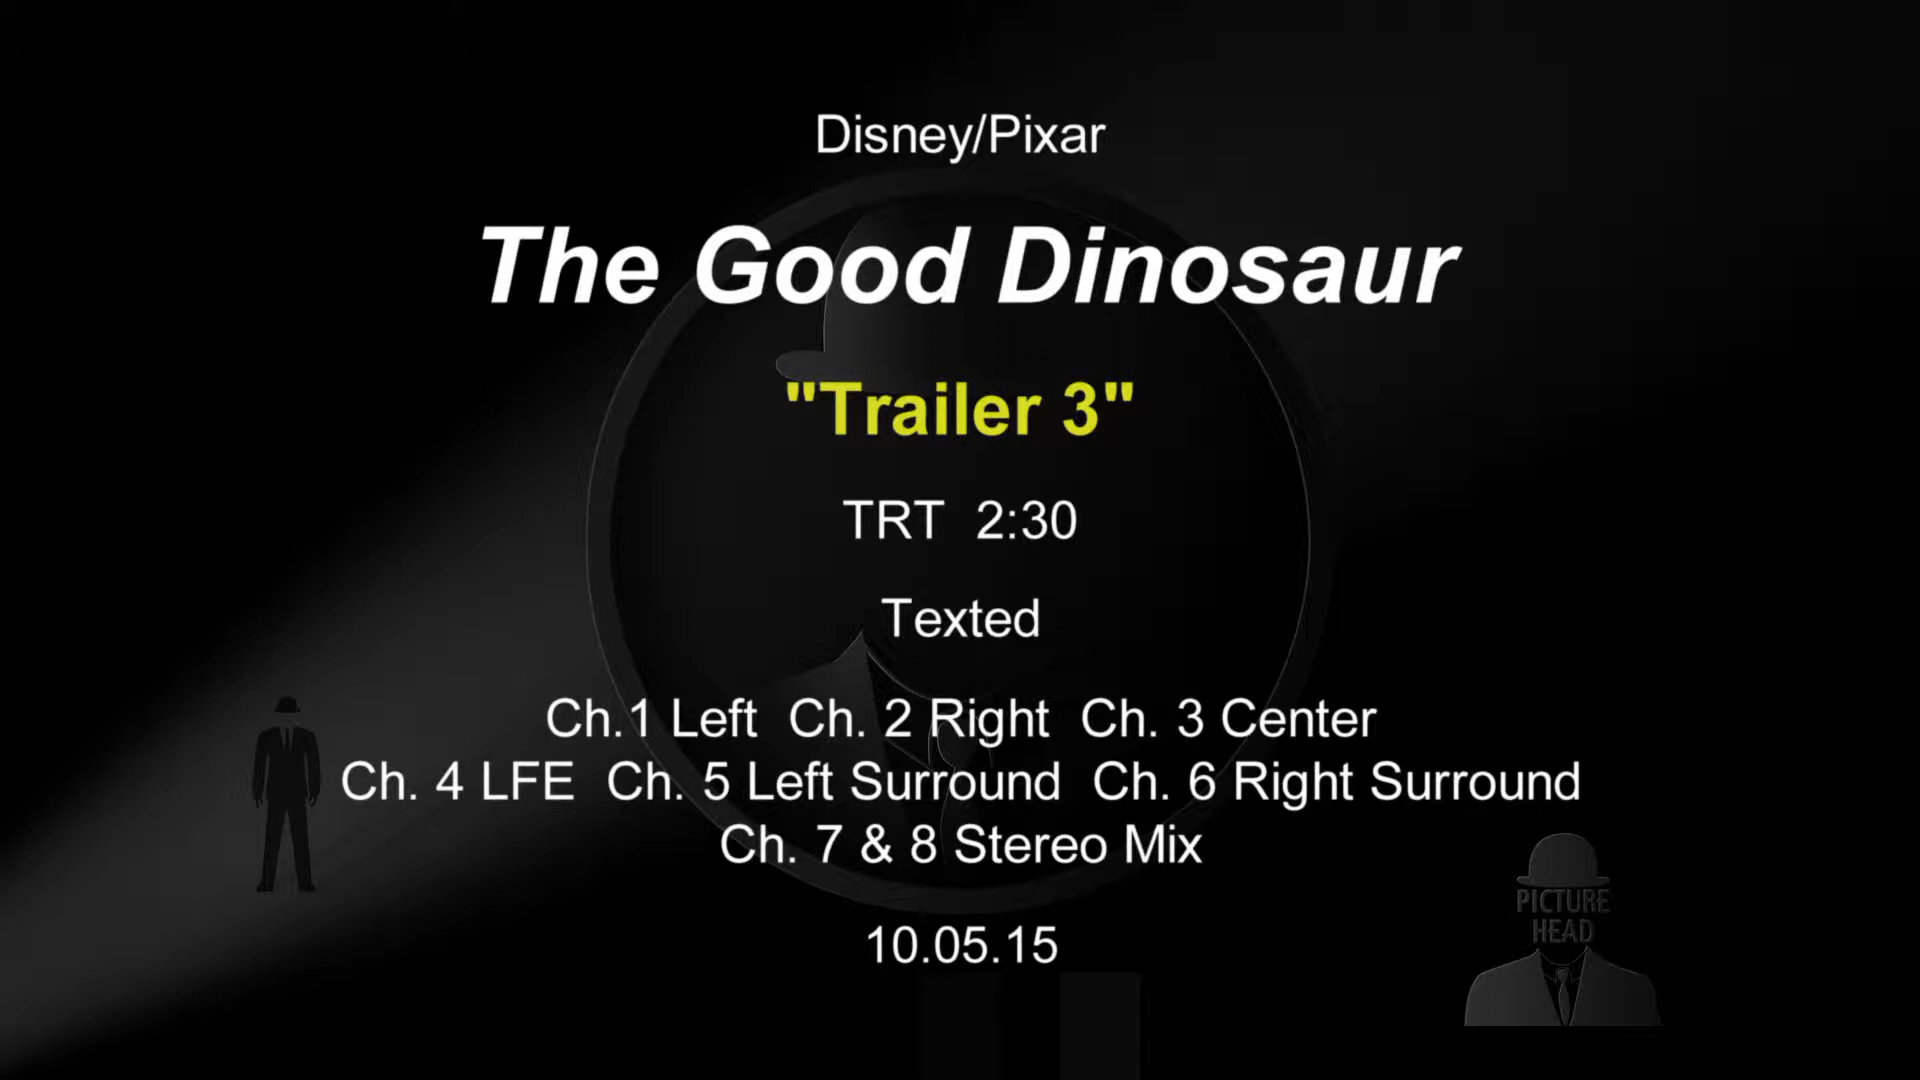 Disney/Pixar
The Good Dinosaur
"Trailer 3"
TRT  2:30
Texted
Ch.1 Left  Ch. 2 Right  Ch. 3 Center
Ch. 4 LFE  Ch. 5 Left Surround  Ch. 6 Right Surround
Ch. 7 & 8 Stereo Mix
10.05.15
PICTURE
HEAD